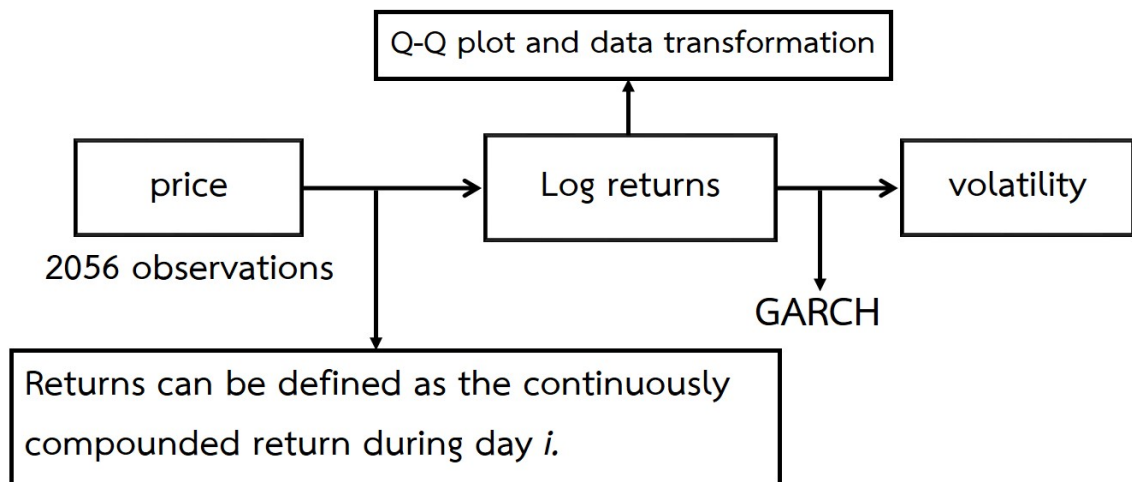 Q-Q plot and data transformation
price
Log returns
volatility
2056 observations
GARCH
Returns can be defined as the continuously
compounded return during day i.